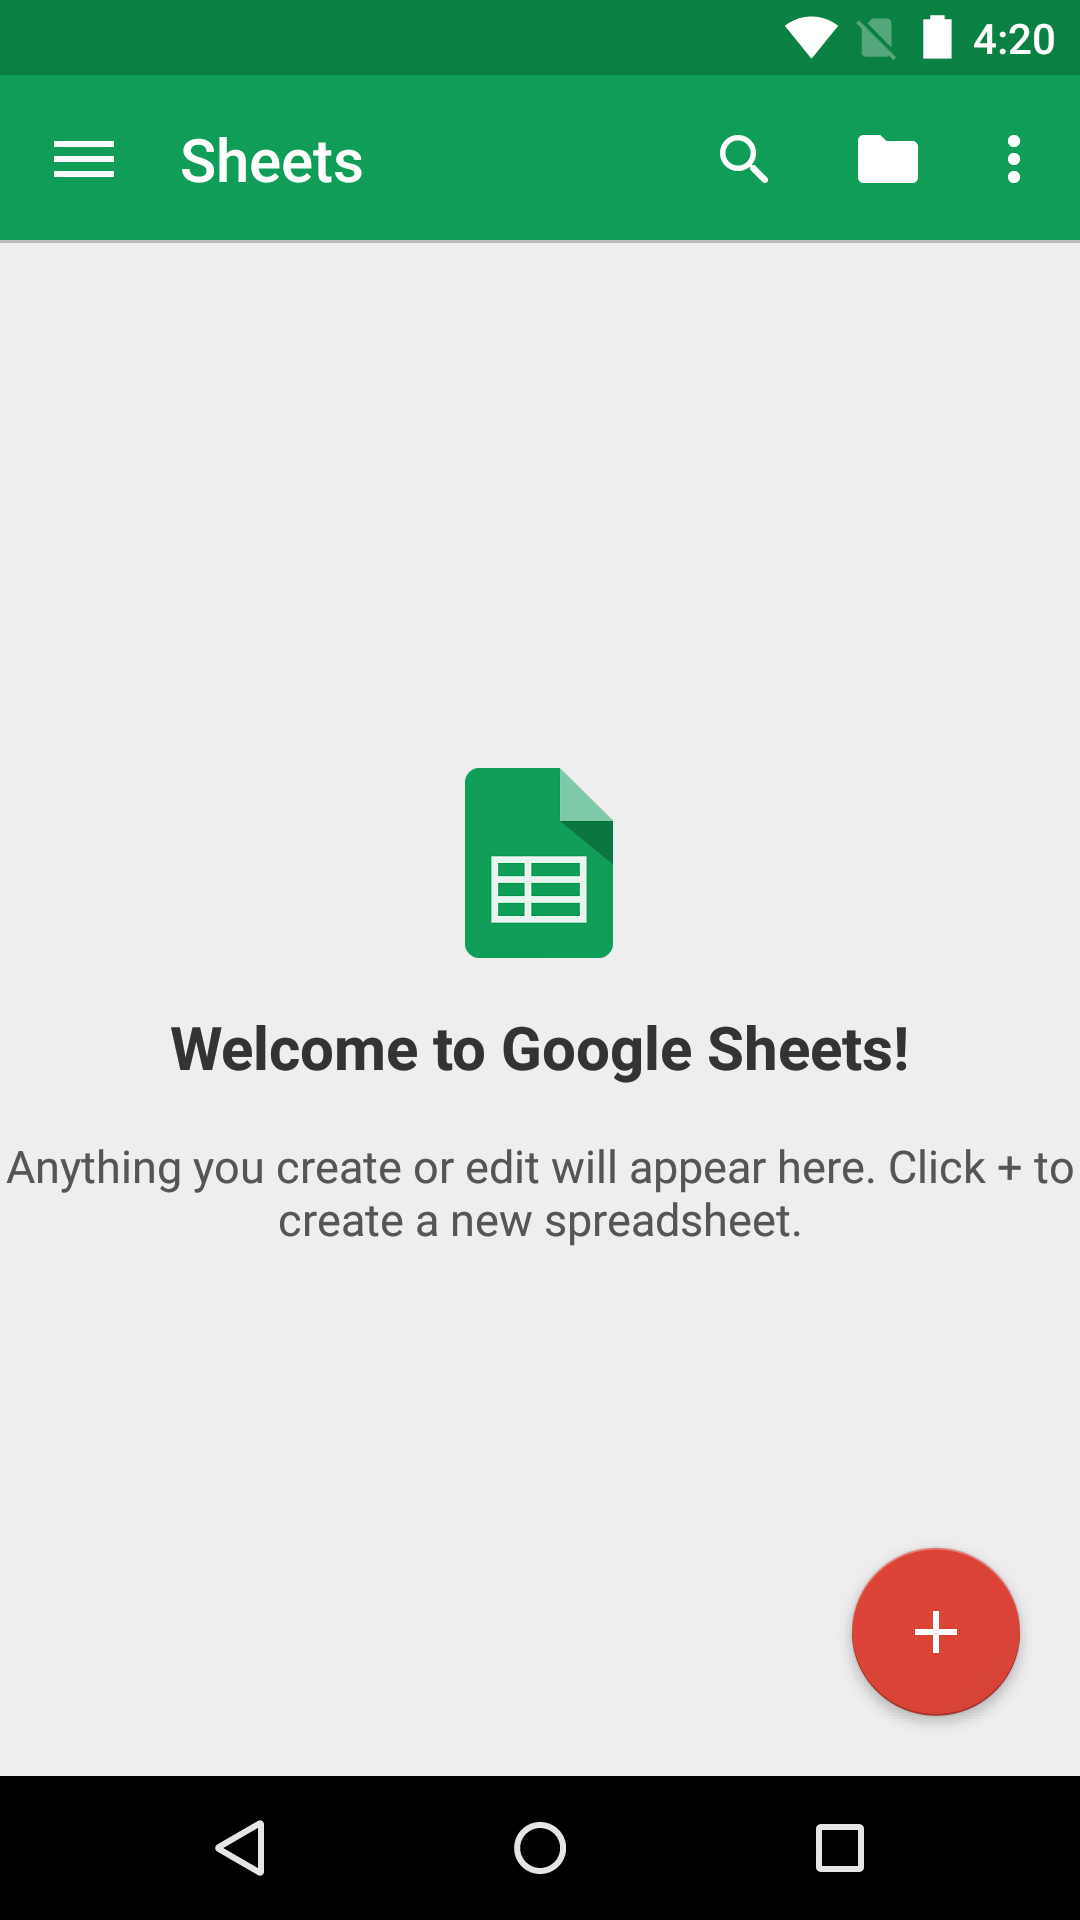 4:20
Sheets
Welcome to Google Sheets!
Anything you create or edit will appear here. Click + to
create a new spreadsheet.